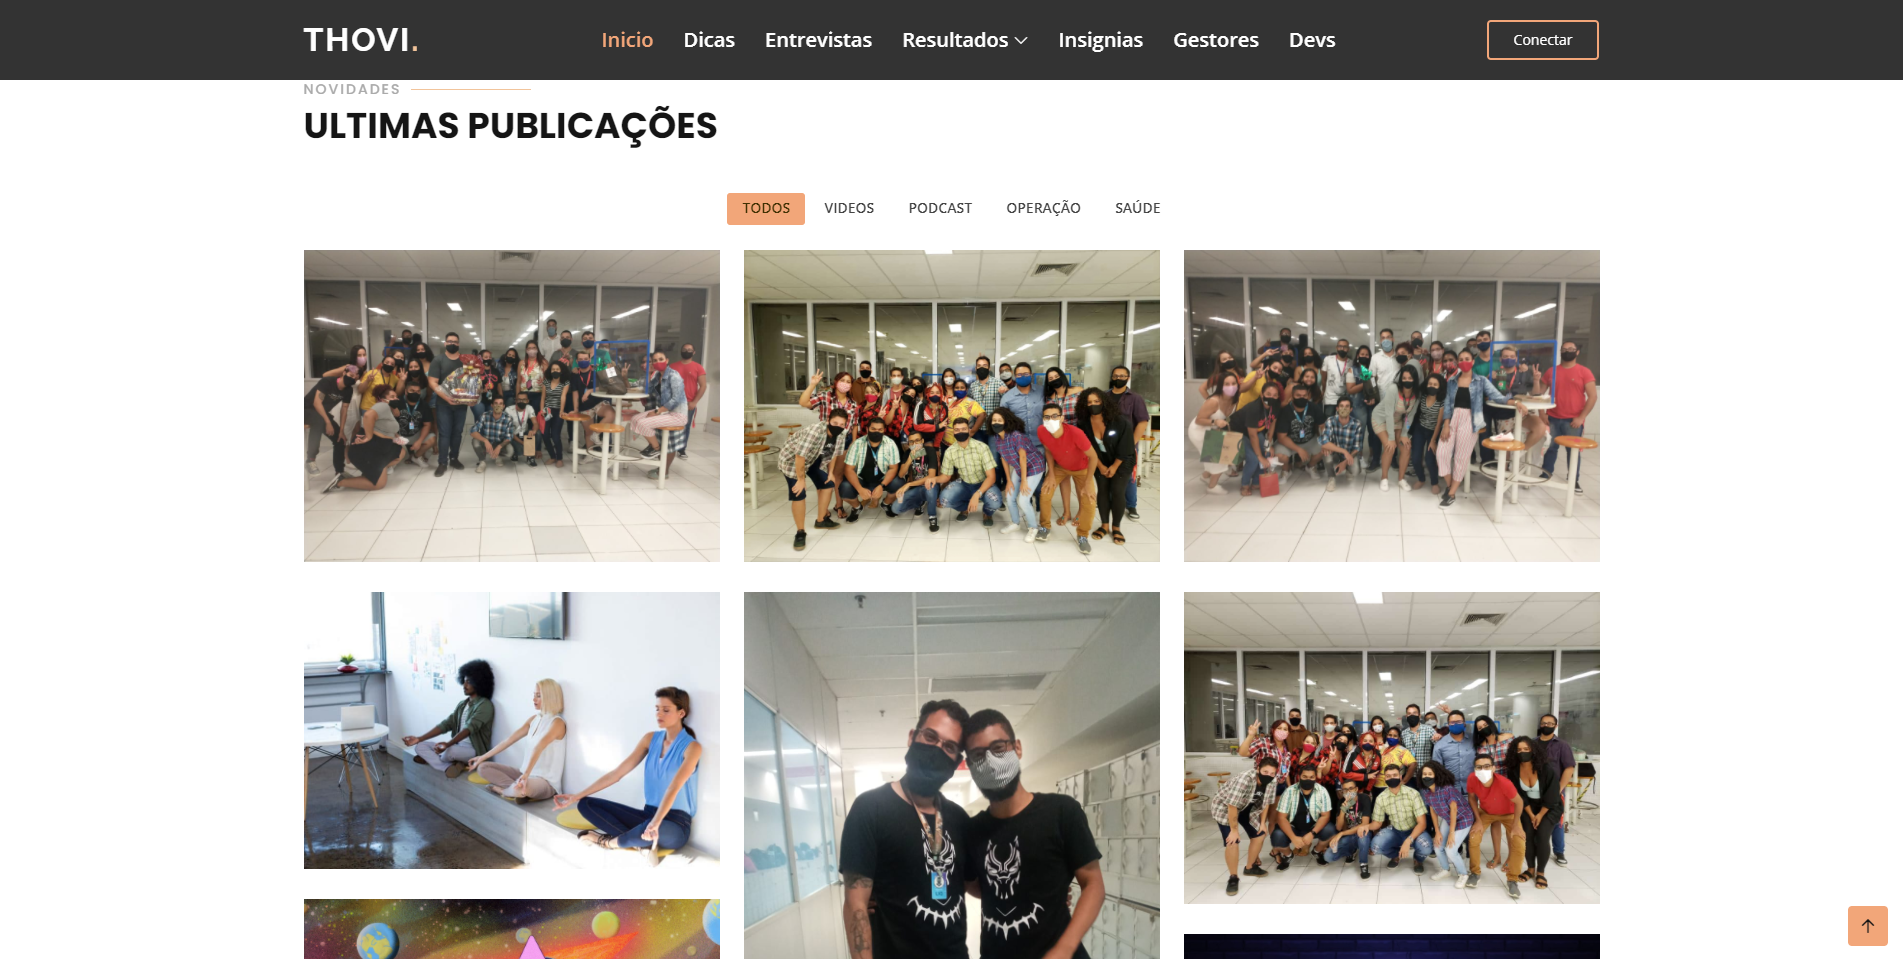 THOVI.
Inicio Dicas Entrevistas Resultados Insignias Gestores Devs
Conectar
NOVIDADES
ULTIMAS PUBLICAÇÕES
TODOS VIDEOS PODCAST OPERAÇÃO SAÚDE